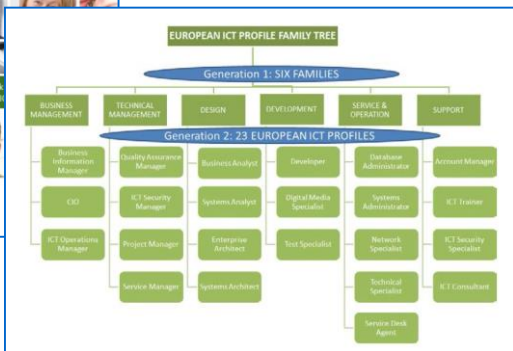 EUROPEAN ICT PROFILE FAMILY TREE
Generation 1: SIX FAMILIES
BUSINESS
MANAGEMENT
TECHNICAL
MANAGEMENT
DESIGN
DEVELOPMENT
SERVICE &
OPERATION
SUPPORT
Generation 2: 23 EUROPEAN ICT PROFILES
Business
Information
Manager
CIO
ICT Operations
Manager
Quality Assurance
Manager
ICT Security
Manager
Project Manager
Service Manager
Business Analyst
Systems Analyst
Enterprise
Architect
Systems Architect
Developer
Digital Media
Specialist
Test Specialist
Database
Administrator
Systems
Administrator
Network
Specialist
Technical
Specialist
Service Desk
Agent
Account Manager
ICT Trainer
ICT Security
Specialist
ICT Consultant